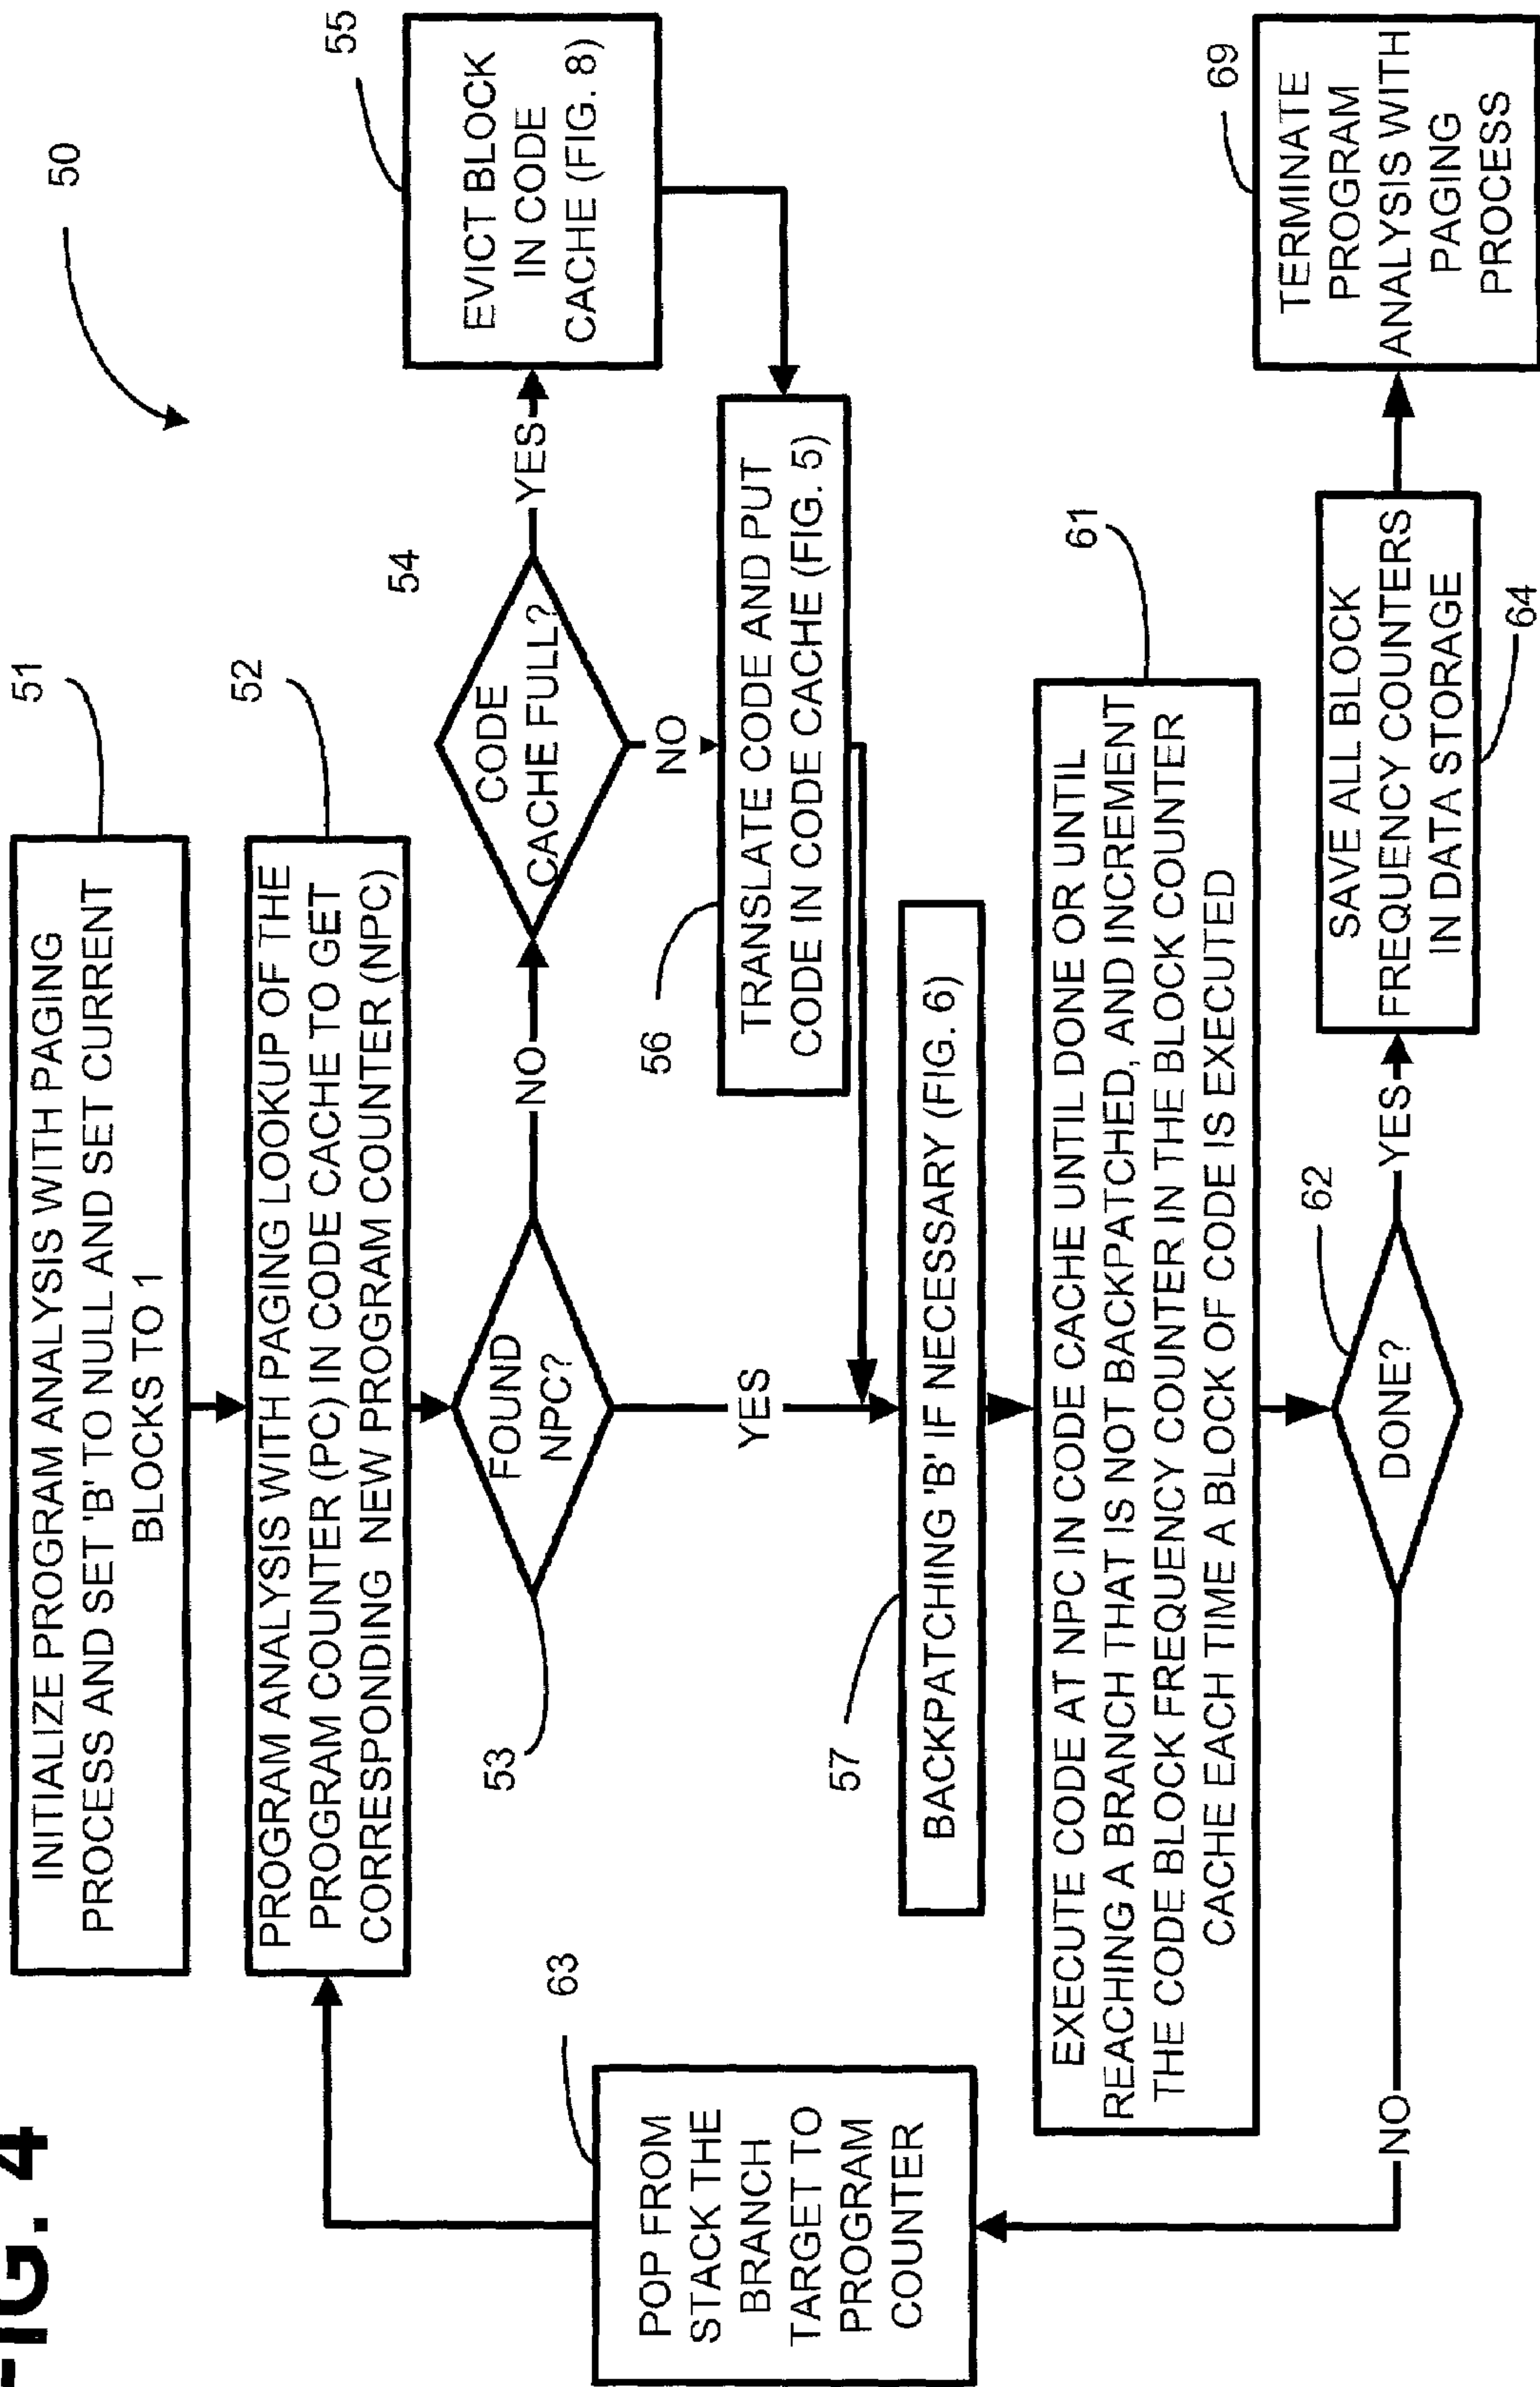 FIG. 4
50
51
INITIALIZE PROGRAM ANALYSIS WITH PAGING
PROCESS AND SET 'B' TO NULL AND SET CURRENT
BLOCKS TO 1
52
PROGRAM ANALYSIS WITH PAGING LOOKUP OF THE
PROGRAM COUNTER (PC) IN CODE CACHE TO GET
CORRESPONDING NEW PROGRAM COUNTER (NPC)
53
FOUND
NPC?
NO
YES
54
CODE
CACHE FULL?
YES
NO
55
EVICT BLOCK
IN CODE
CACHE (FIG. 8)
56
TRANSLATE CODE AND PUT
CODE IN CODE CACHE (FIG. 5)
57
BACKPATCHING 'B' IF NECESSARY (FIG. 6)
61
EXECUTE CODE AT NPC IN CODE CACHE UNTIL DONE OR UNTIL
REACHING A BRANCH THAT IS NOT BACKPATCHED, AND INCREMENT
THE CODE BLOCK FREQUENCY COUNTER IN THE BLOCK COUNTER
CACHE EACH TIME A BLOCK OF CODE IS EXECUTED
62
DONE?
YES
NO
63
POP FROM
STACK THE
BRANCH
TARGET TO
PROGRAM
COUNTER
SAVE ALL BLOCK
FREQUENCY COUNTERS
IN DATA STORAGE
64
69
TERMINATE
PROGRAM
ANALYSIS WITH
PAGING
PROCESS